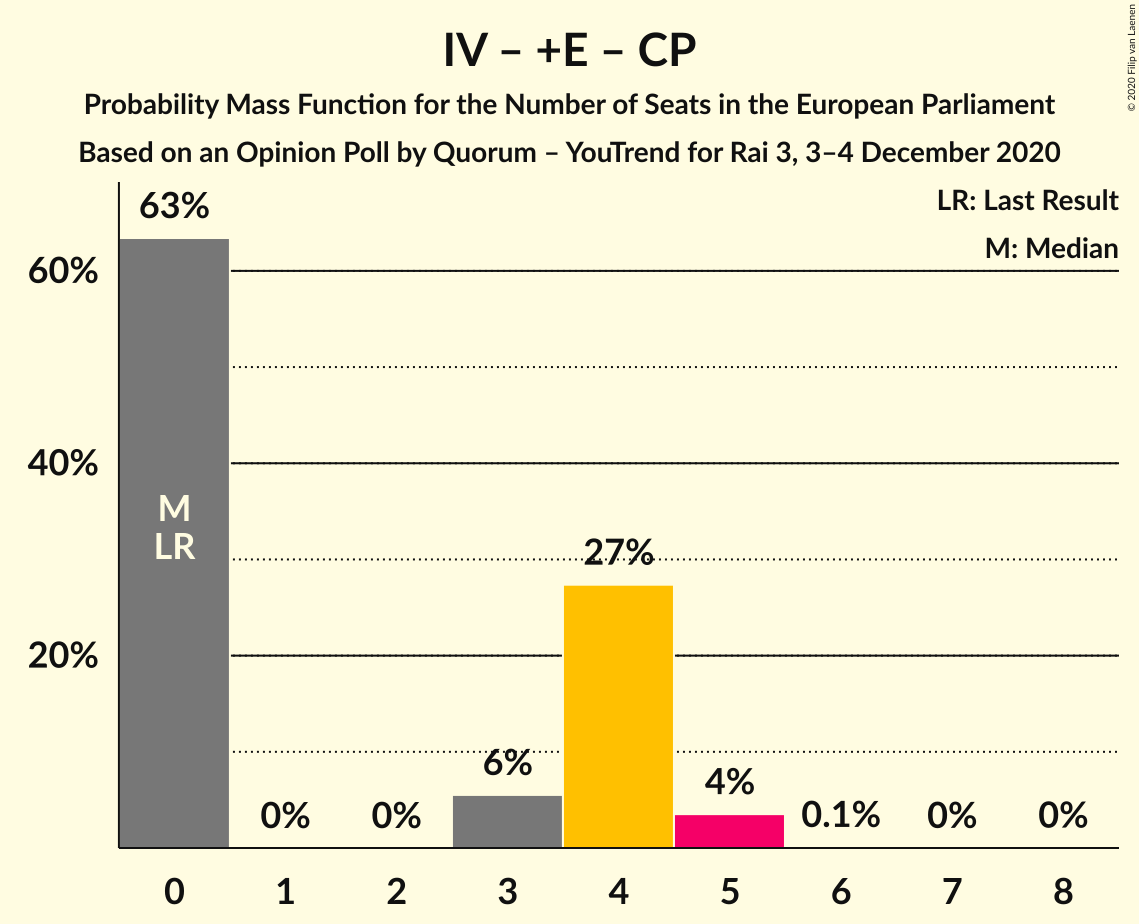 IV – +E – CP
Probability Mass Function for the Number of Seats in the European Parliament
Based on an Opinion Poll by Quorum – YouTrend for Rai 3, 3–4 December 2020
© 2020 Filip van Laenen
LR: Last Result
M: Median
60%
40%
20%
63%
M
LR
0%
0%
6%
27%
4%
0.1%
0%
0%
0 1 2 3 4 5 6 7 8